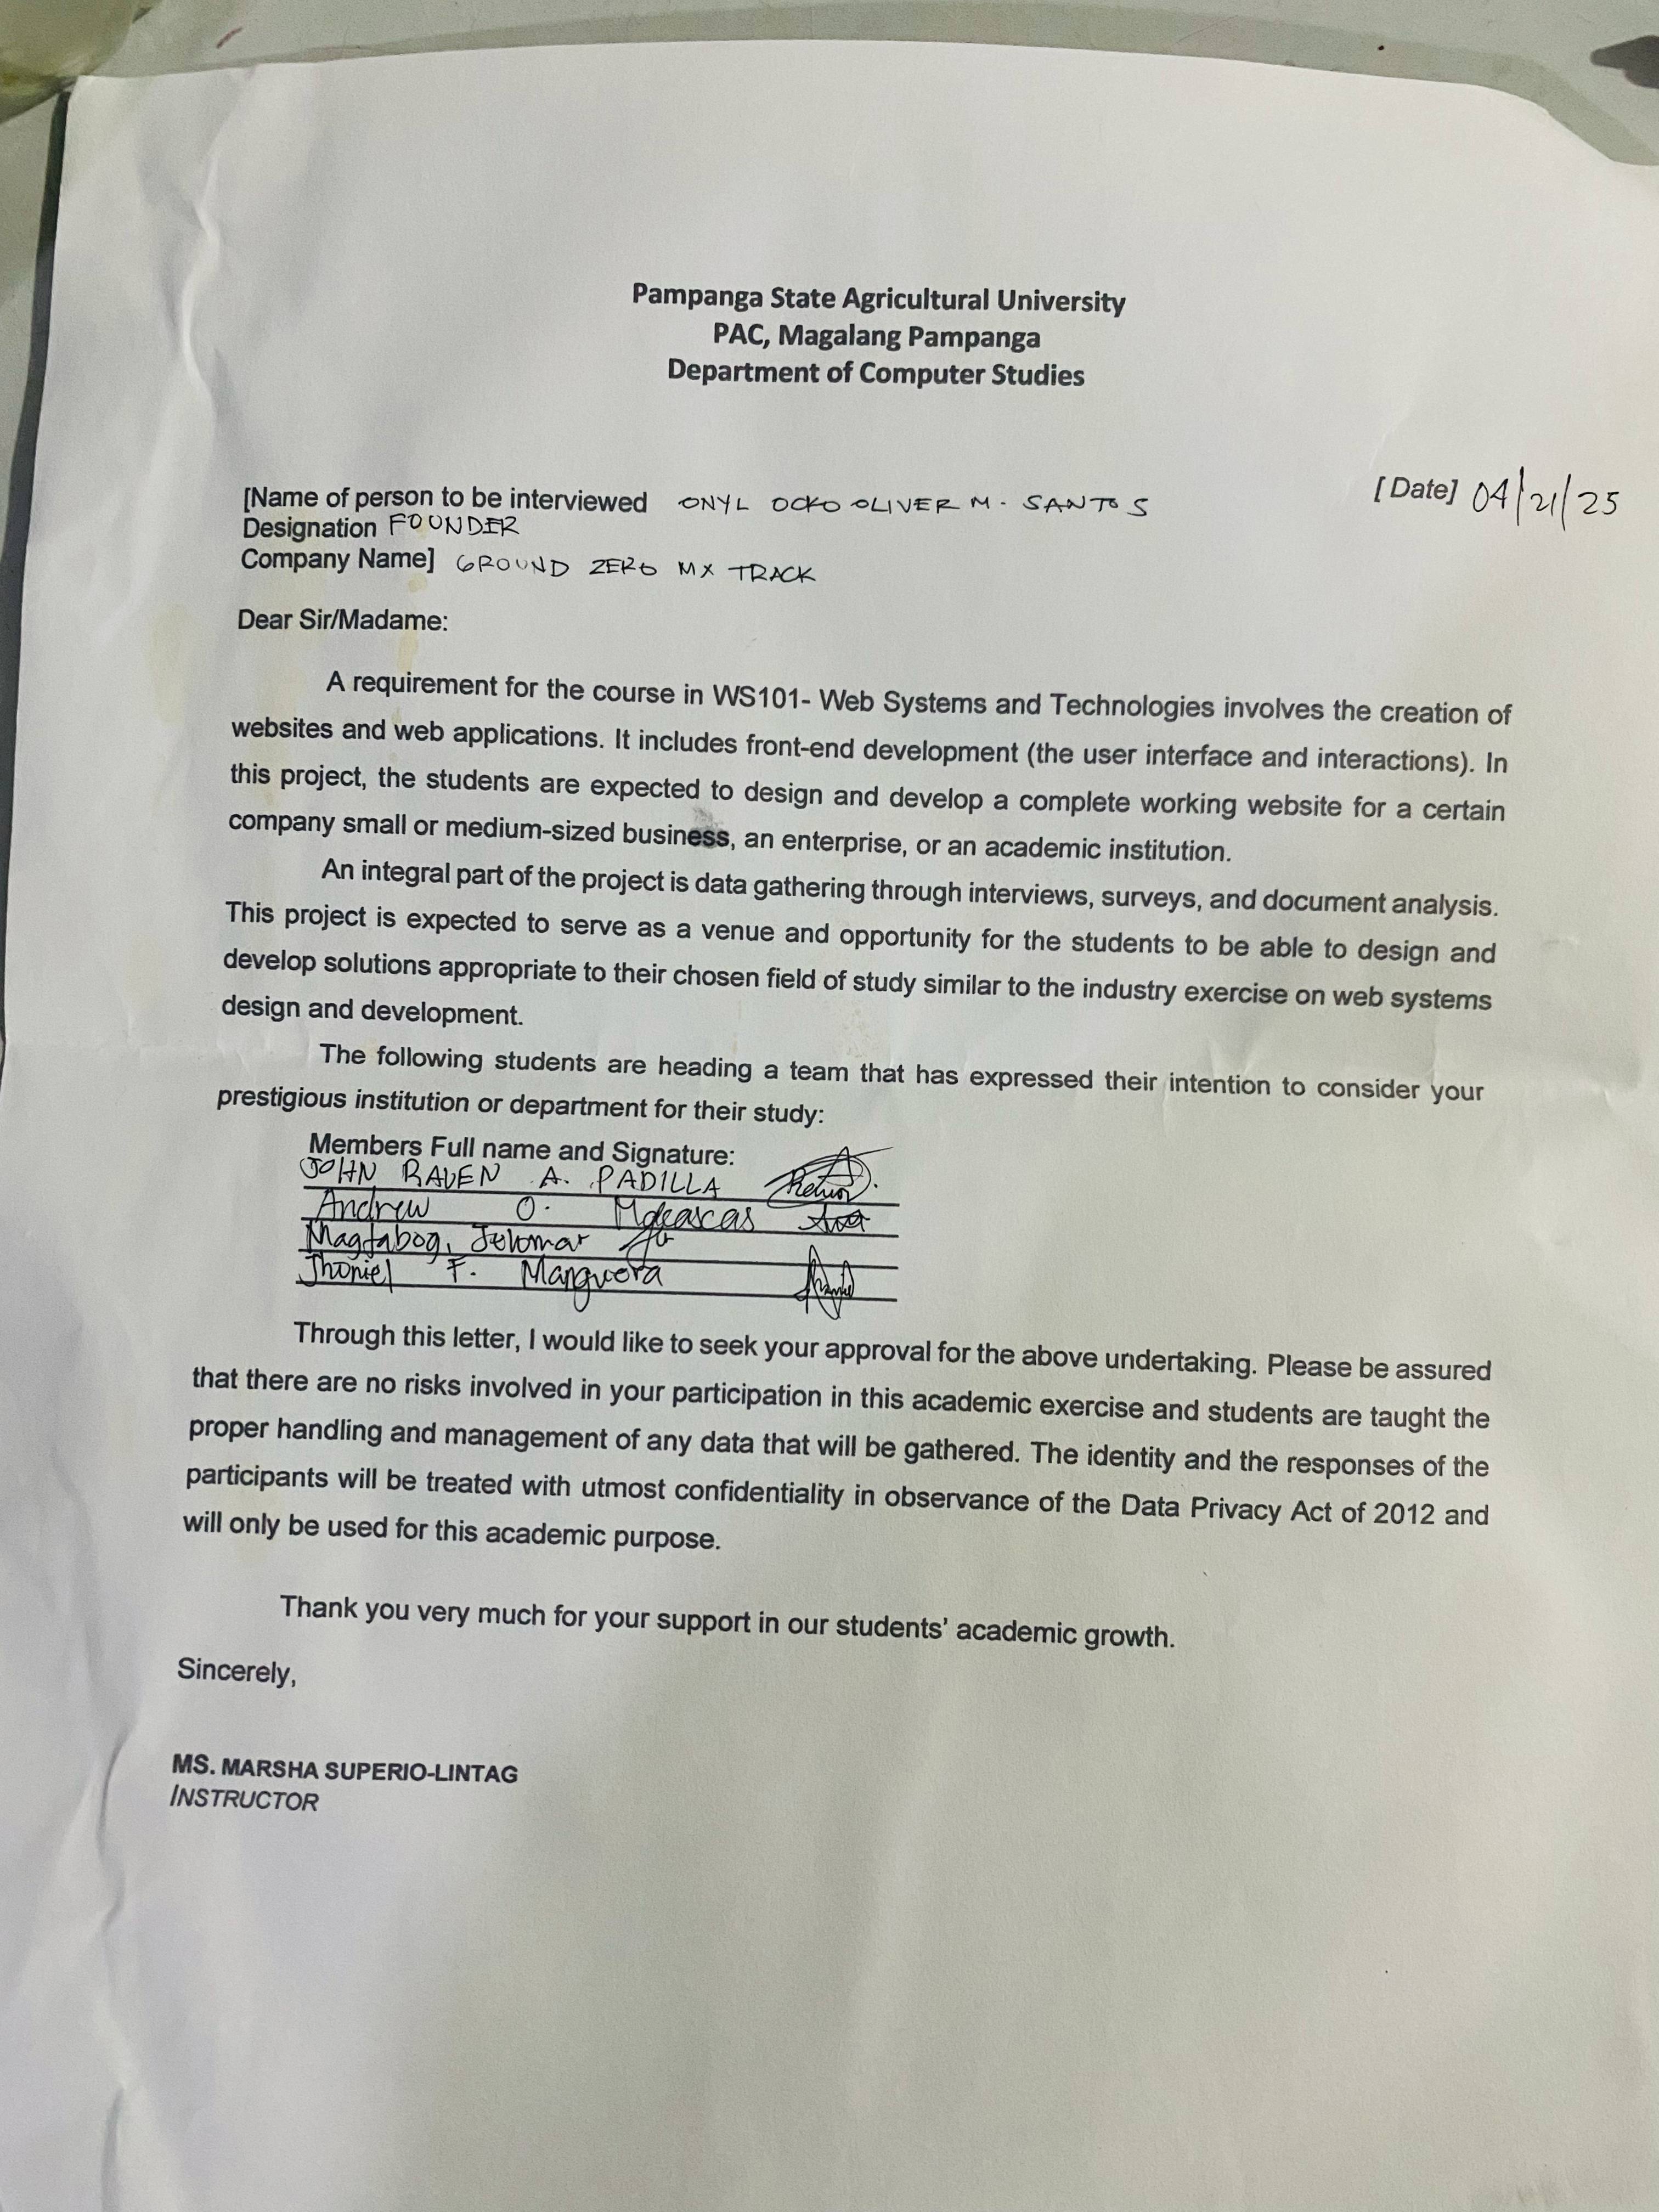 Pampanga State Agricultural University
PAC, Magalang Pampanga
Department of Computer Studies
[Date] 04/21/25
[Name of person to be interviewed ONYL OCKO OLIVER M. SANTOS
Designation FOUNDER
Company Name] GROUND ZERO MX TRACK
Dear Sir/Madame:
A requirement for the course in WS101- Web Systems and Technologies involves the creation of
websites and web applications. It includes front-end development (the user interface and interactions). In
this project, the students are expected to design and develop a complete working website for a certain
company small or medium-sized business, an enterprise, or an academic institution.
An integral part of the project is data gathering through interviews, surveys, and document analysis.
This project is expected to serve as a venue and opportunity for the students to be able to design and
develop solutions appropriate to their chosen field of study similar to the industry exercise on web systems
design and development.
The following students are heading a team that has expressed their intention to consider your
prestigious institution or department for their study:
Members Full name and Signature:
JOHN RAVEN A. PADILLA
Andrew O.
Magtabog, Jelomar
Jhoniel F.
Through this letter, I would like to seek your approval for the above undertaking. Please be assured
that there are no risks involved in your participation in this academic exercise and students are taught the
proper handling and management of any data that will be gathered. The identity and the responses of the
participants will be treated with utmost confidentiality in observance of the Data Privacy Act of 2012 and
will only be used for this academic purpose.
Thank you very much for your support in our students' academic growth.
Sincerely,
MS. MARSHA SUPERIO-LINTAG
INSTRUCTOR